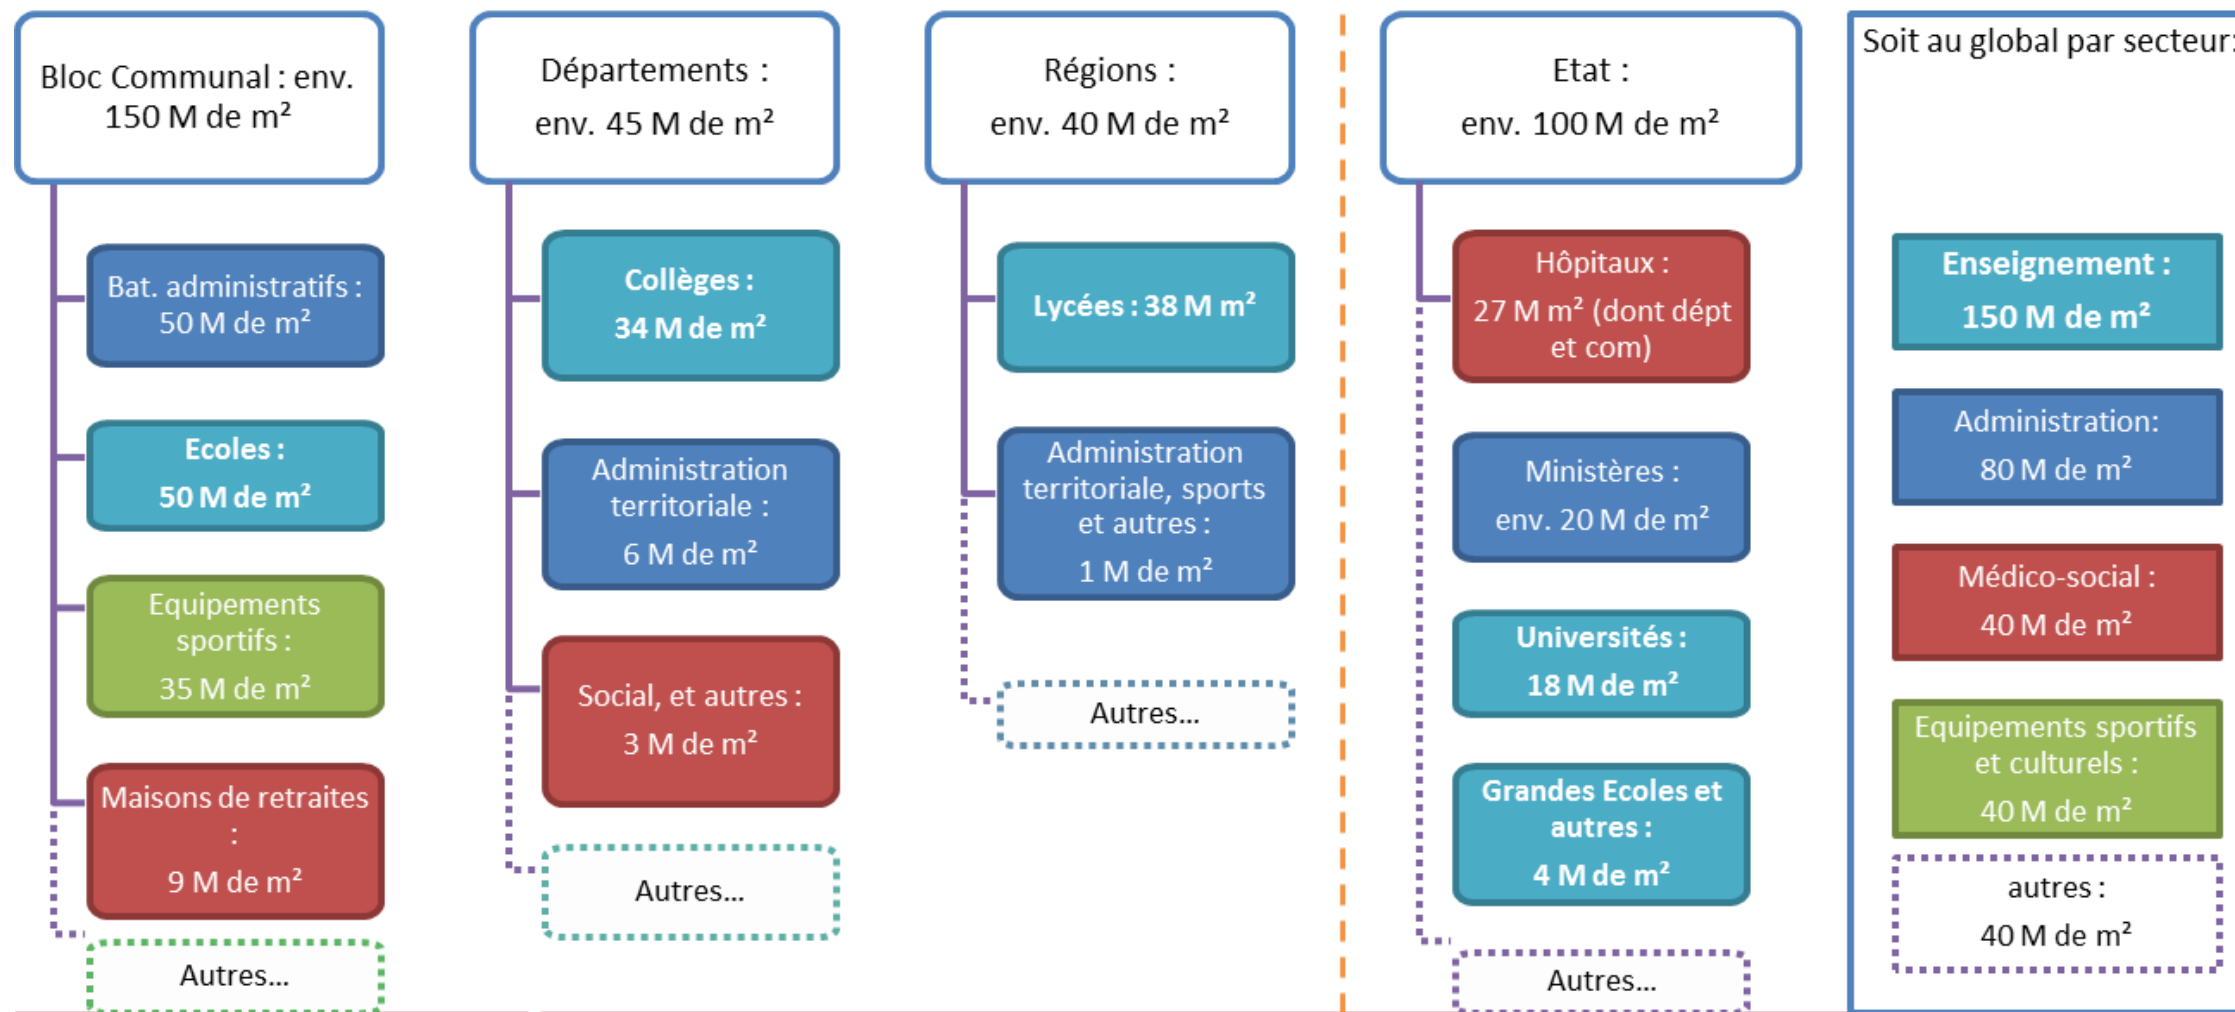 Bloc Communal : env.
150 M de m²
Bat. administratifs :
50 M de m²
Ecoles :
50 M de m²
Equipements
sportifs :
35 M de m²
Maisons de retraites
:
9 M de m²
Autres...
Départements :
env. 45 M de m²
Collèges :
34 M de m²
Administration
territoriale :
6 M de m²
Social, et autres :
3 M de m²
Autres...
Régions :
env. 40 M de m²
Lycées : 38 M m²
Administration
territoriale, sports
et autres :
1 M de m²
Autres...
Etat :
env. 100 M de m²
Hôpitaux :
27 M m² (dont dépt
et com)
Ministères :
env. 20 M de m²
Universités :
18 M de m²
Grandes Ecoles et
autres :
4 M de m²
Autres...
Soit au global par secteur:
Enseignement :
150 M de m²
Administration:
80 M de m²
Médico-social :
40 M de m²
Equipements sportifs
et culturels :
40 M de m²
autres :
40 M de m²